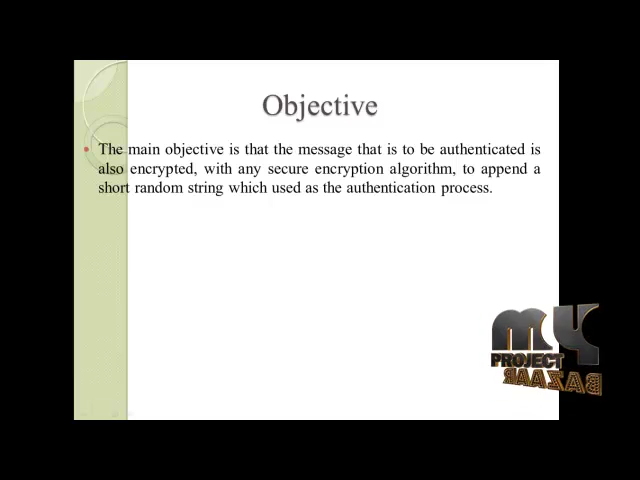 Objective
The main objective is that the message that is to be authenticated is
also encrypted, with any secure encryption algorithm, to append a
short random string which used as the authentication process.
my
PROJECT
BAZAAR